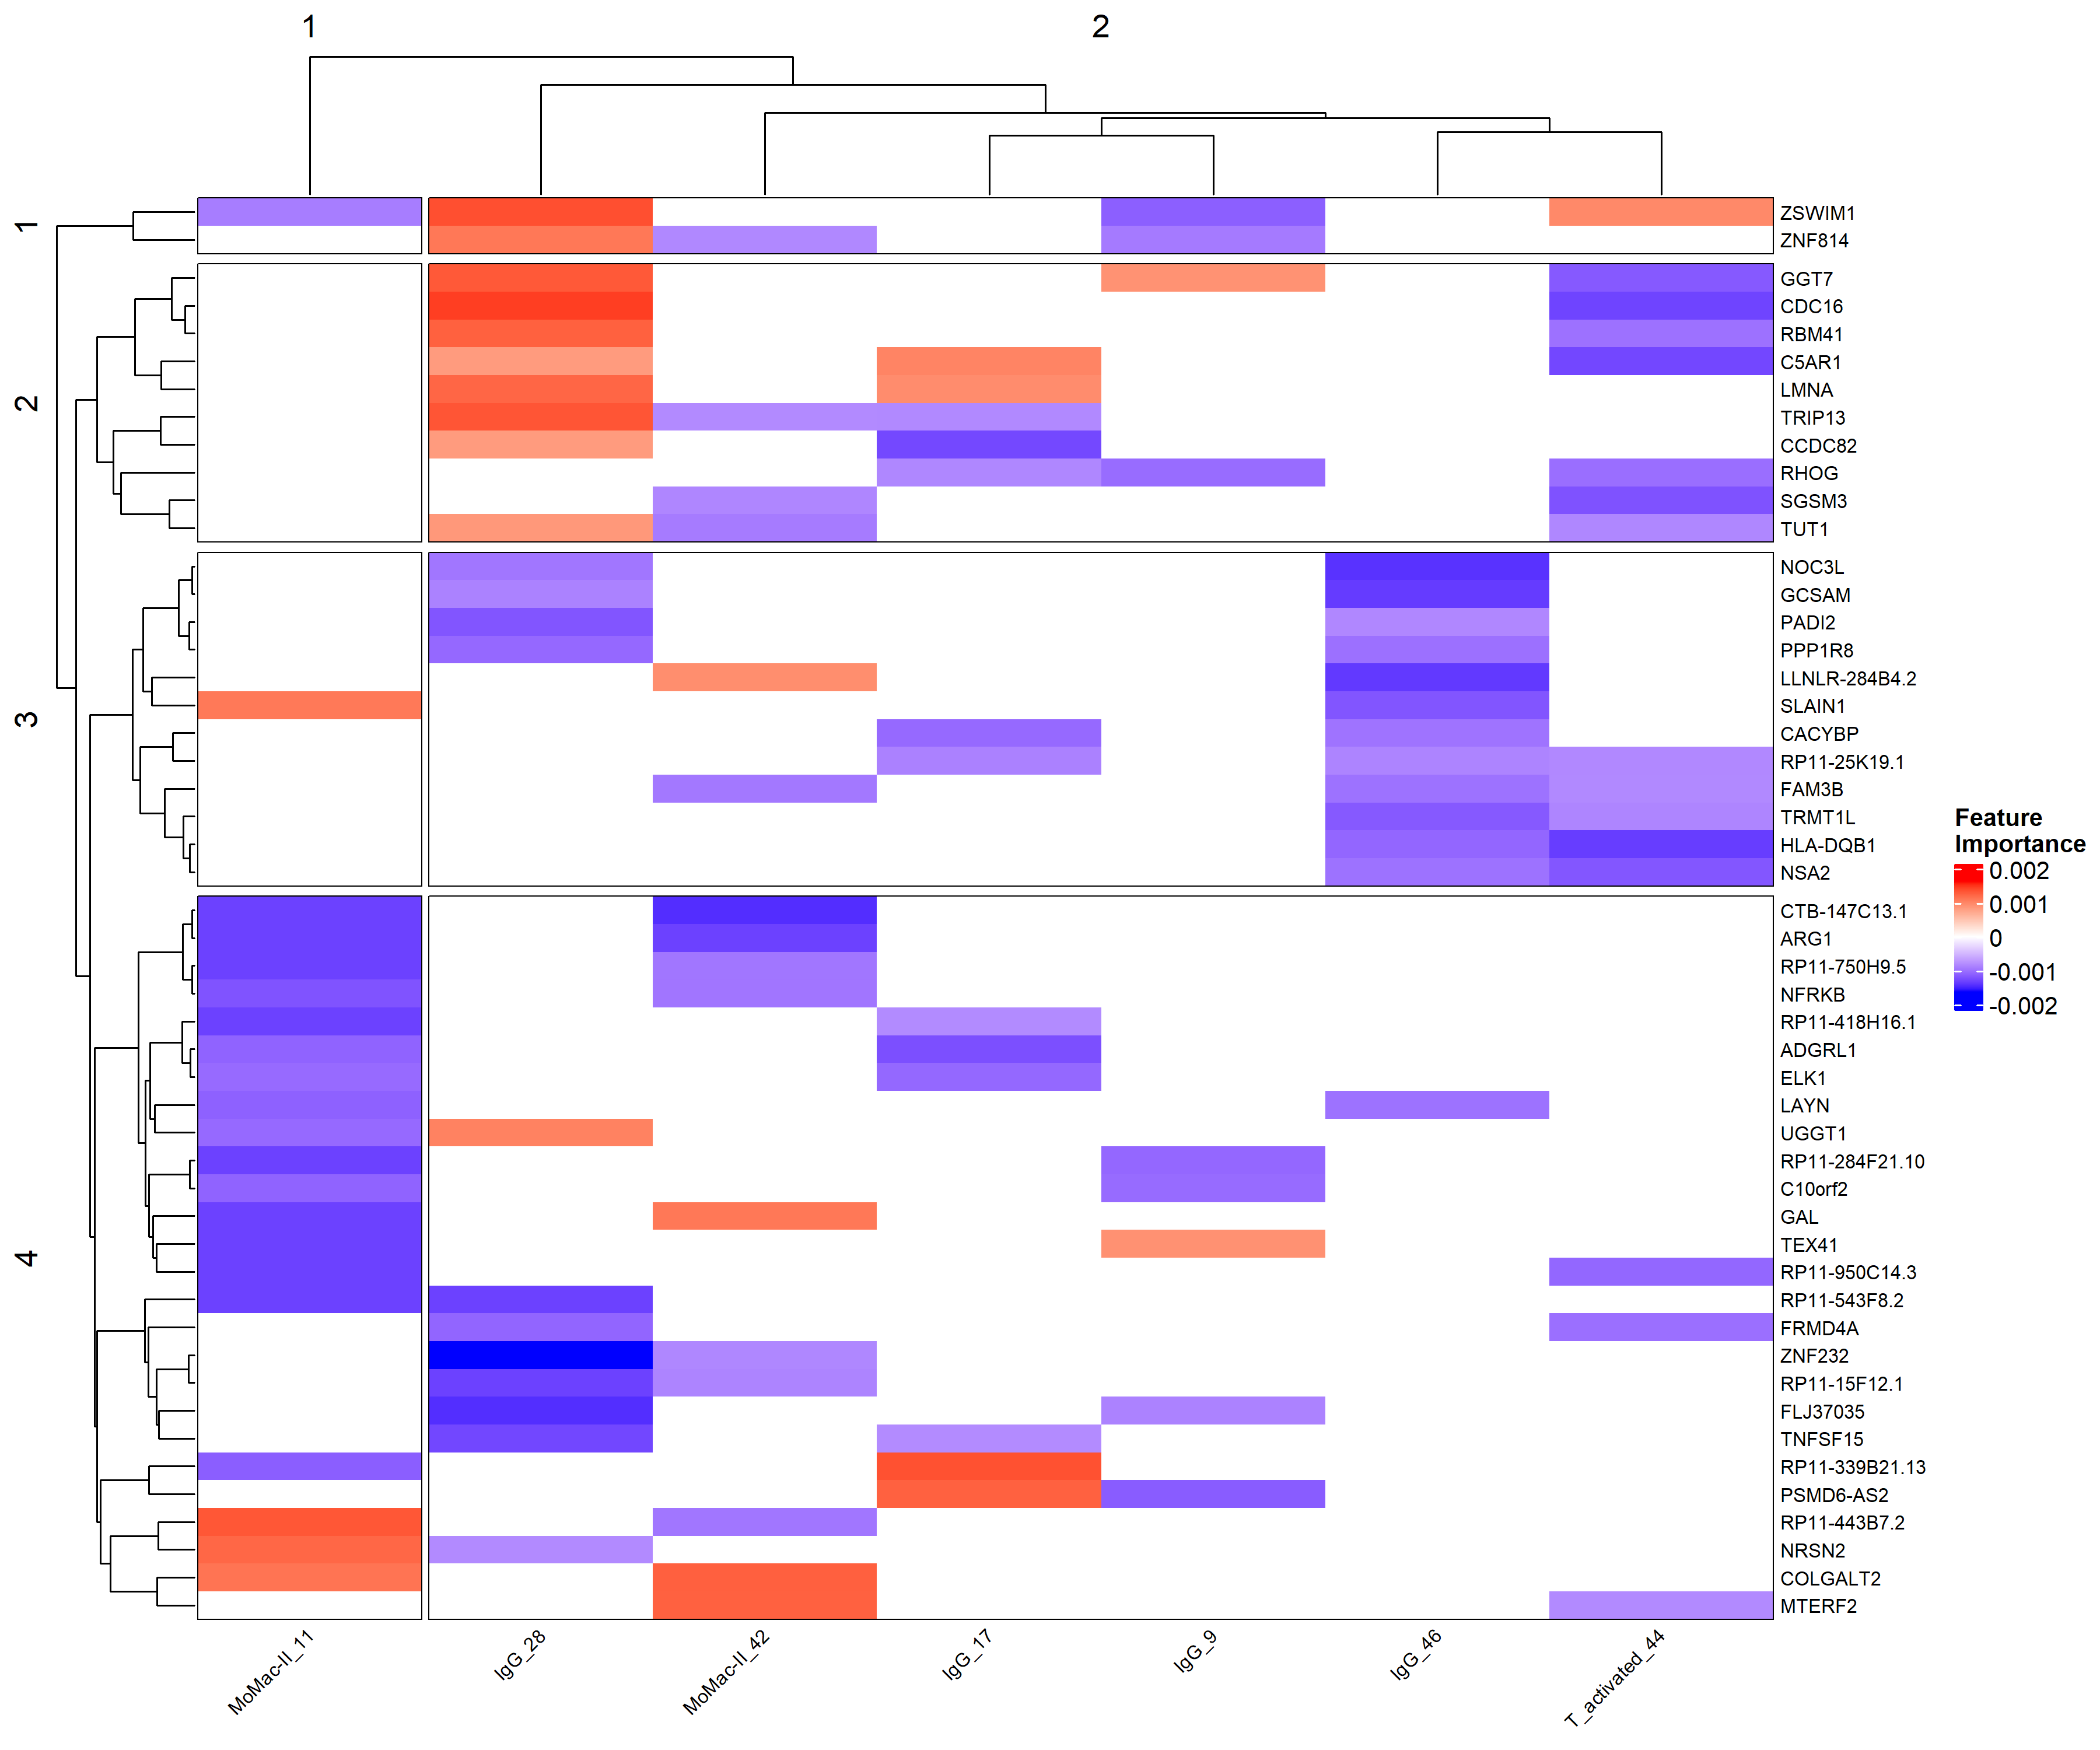 1
2
1
2
3
4
ZSWIM1
ZNF814
GGT7
CDC16
RBM41
C5AR1
LMNA
TRIP13
CCDC82
RHOG
SGSM3
TUT1
NOC3L
GCSAM
PADI2
PPP1R8
LLNLR-284B4.2
SLAIN1
CACYBP
RP11-25K19.1
FAM3B
TRMT1L
HLA-DQB1
NSA2
CTB-147C13.1
ARG1
RP11-750H9.5
NFRKB
RP11-418H16.1
ADGRL1
ELK1
LAYN
UGGT1
RP11-284F21.10
C10orf2
GAL
TEX41
RP11-950C14.3
RP11-543F8.2
FRMD4A
ZNF232
RP11-15F12.1
FLJ37035
TNFSF15
RP11-339B21.13
PSMD6-AS2
RP11-443B7.2
NRSN2
COLGALT2
MTERF2
MoMac-II_11
IgG_28
MoMac-II_42
IgG_17
IgG_9
IgG_46
T_activated_44
Feature
Importance
0.002
0.001
0
-0.001
-0.002